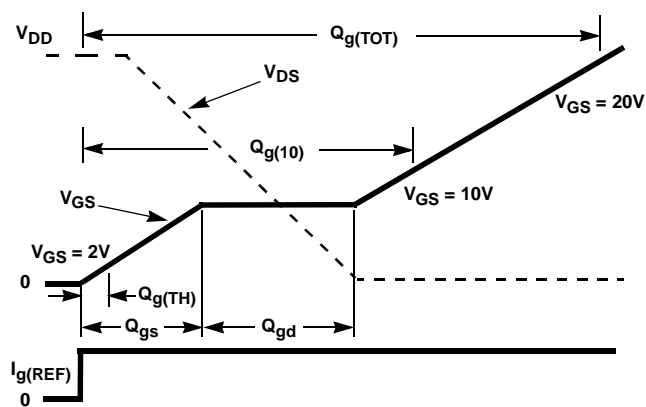 V_DD
Q_g(TOT)
V_DS
V_GS = 20V
Q_g(10)
V_GS
V_GS = 10V
V_GS = 2V
0
Q_g(TH)
Q_gs
Q_gd
I_g(REF)
0